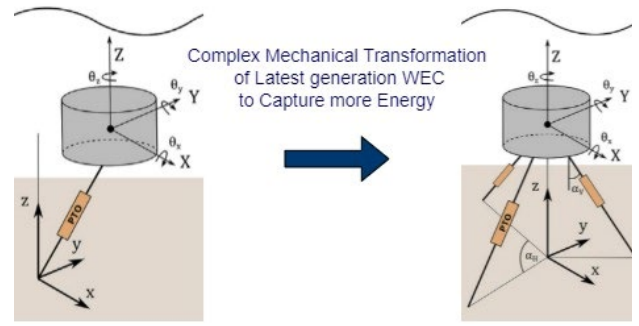 Complex Mechanical Transformation
of Latest generation WEC
to Capture more Energy
Z
θz
θy
Y
θx
X
z
PTO
y
x
Z
θz
θy
Y
θx
X
z
αv
PTO
y
αH
x